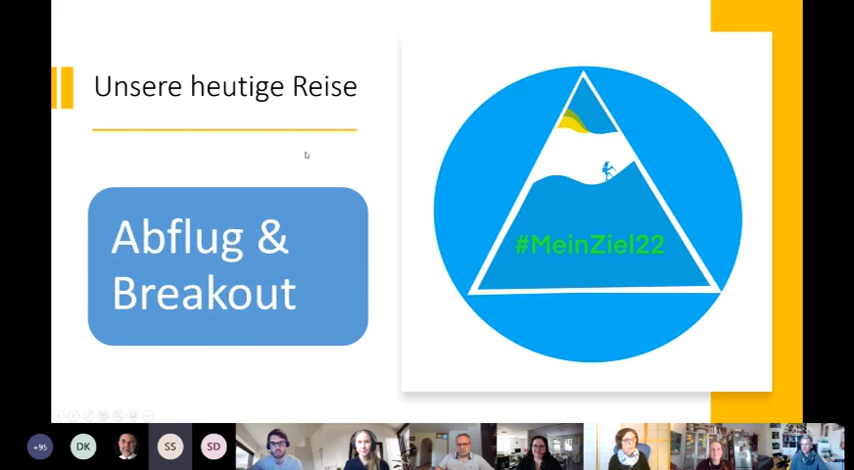 Unsere heutige Reise
Abflug &
Breakout
#MeinZiel22
+95
DK
SS
SD